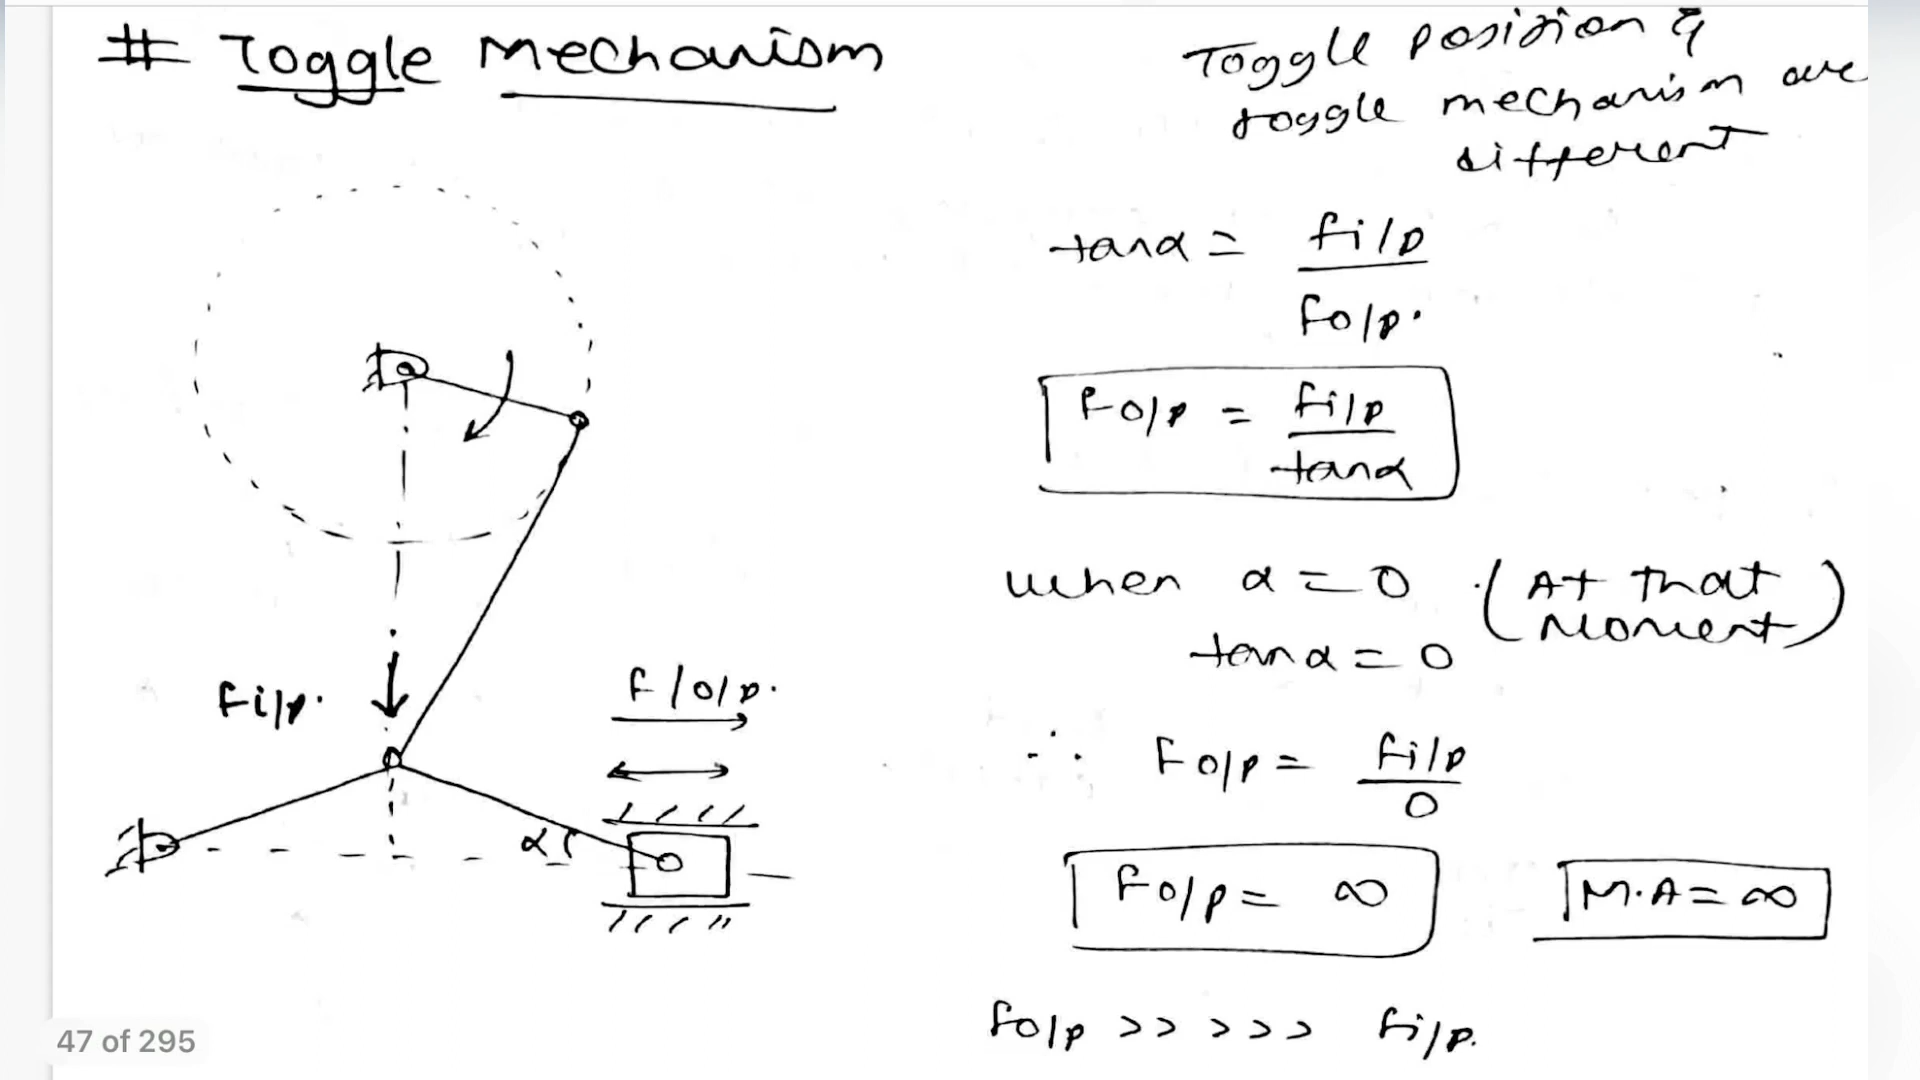 # Toggle Mechanism
Toggle position &
toggle mechanism are
different
tanα = Fi/p
Fo/p.
Fo/p = Fi/p
tanα
when α = 0 (At that
Moment)
tanα = 0
∴ Fo/p = Fi/p
0
Fo/p = ∞
M.A = ∞
Fo/p >> >>> Fi/p.
Fi/p.
F/o/p.
α
47 of 295